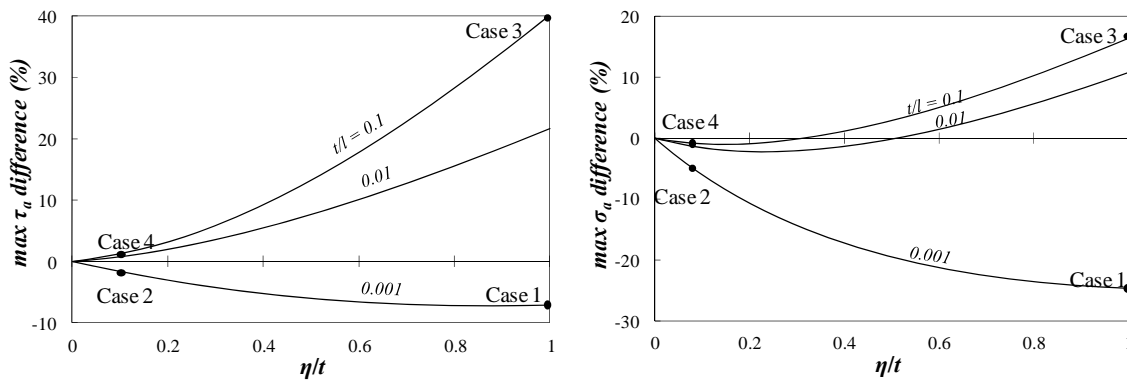 40
30
20
10
0
-10
max τₐ difference (%)
0
0.2
0.4
0.6
0.8
1
η/t
Case 3
t/l = 0.1
0.01
Case 4
Case 2
0.001
Case 1
20
10
0
-10
-20
-30
max σₐ difference (%)
0
0.2
0.4
0.6
0.8
1
η/t
Case 3
t/l = 0.1
0.01
Case 4
Case 2
0.001
Case 1